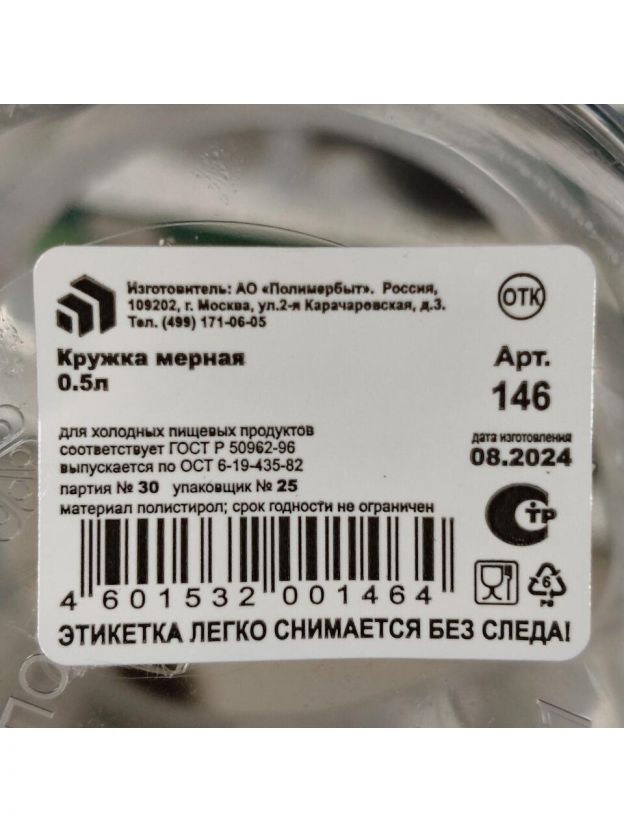 Изготовитель: АО «Полимербыт». Россия,
109202, г. Москва, ул.2-я Карачаровская, д.3.
Тел. (499) 171-06-05
ОТК
Кружка мерная
0.5л
Арт.
146
для холодных пищевых продуктов
соответствует ГОСТ Р 50962-96
выпускается по ОСТ 6-19-435-82
партия № 30 упаковщик № 25
материал полистирол; срок годности не ограничен
дата изготовления
08.2024
СТР
6
PS
4 601532 001464
ЭТИКЕТКА ЛЕГКО СНИМАЕТСЯ БЕЗ СЛЕДА!